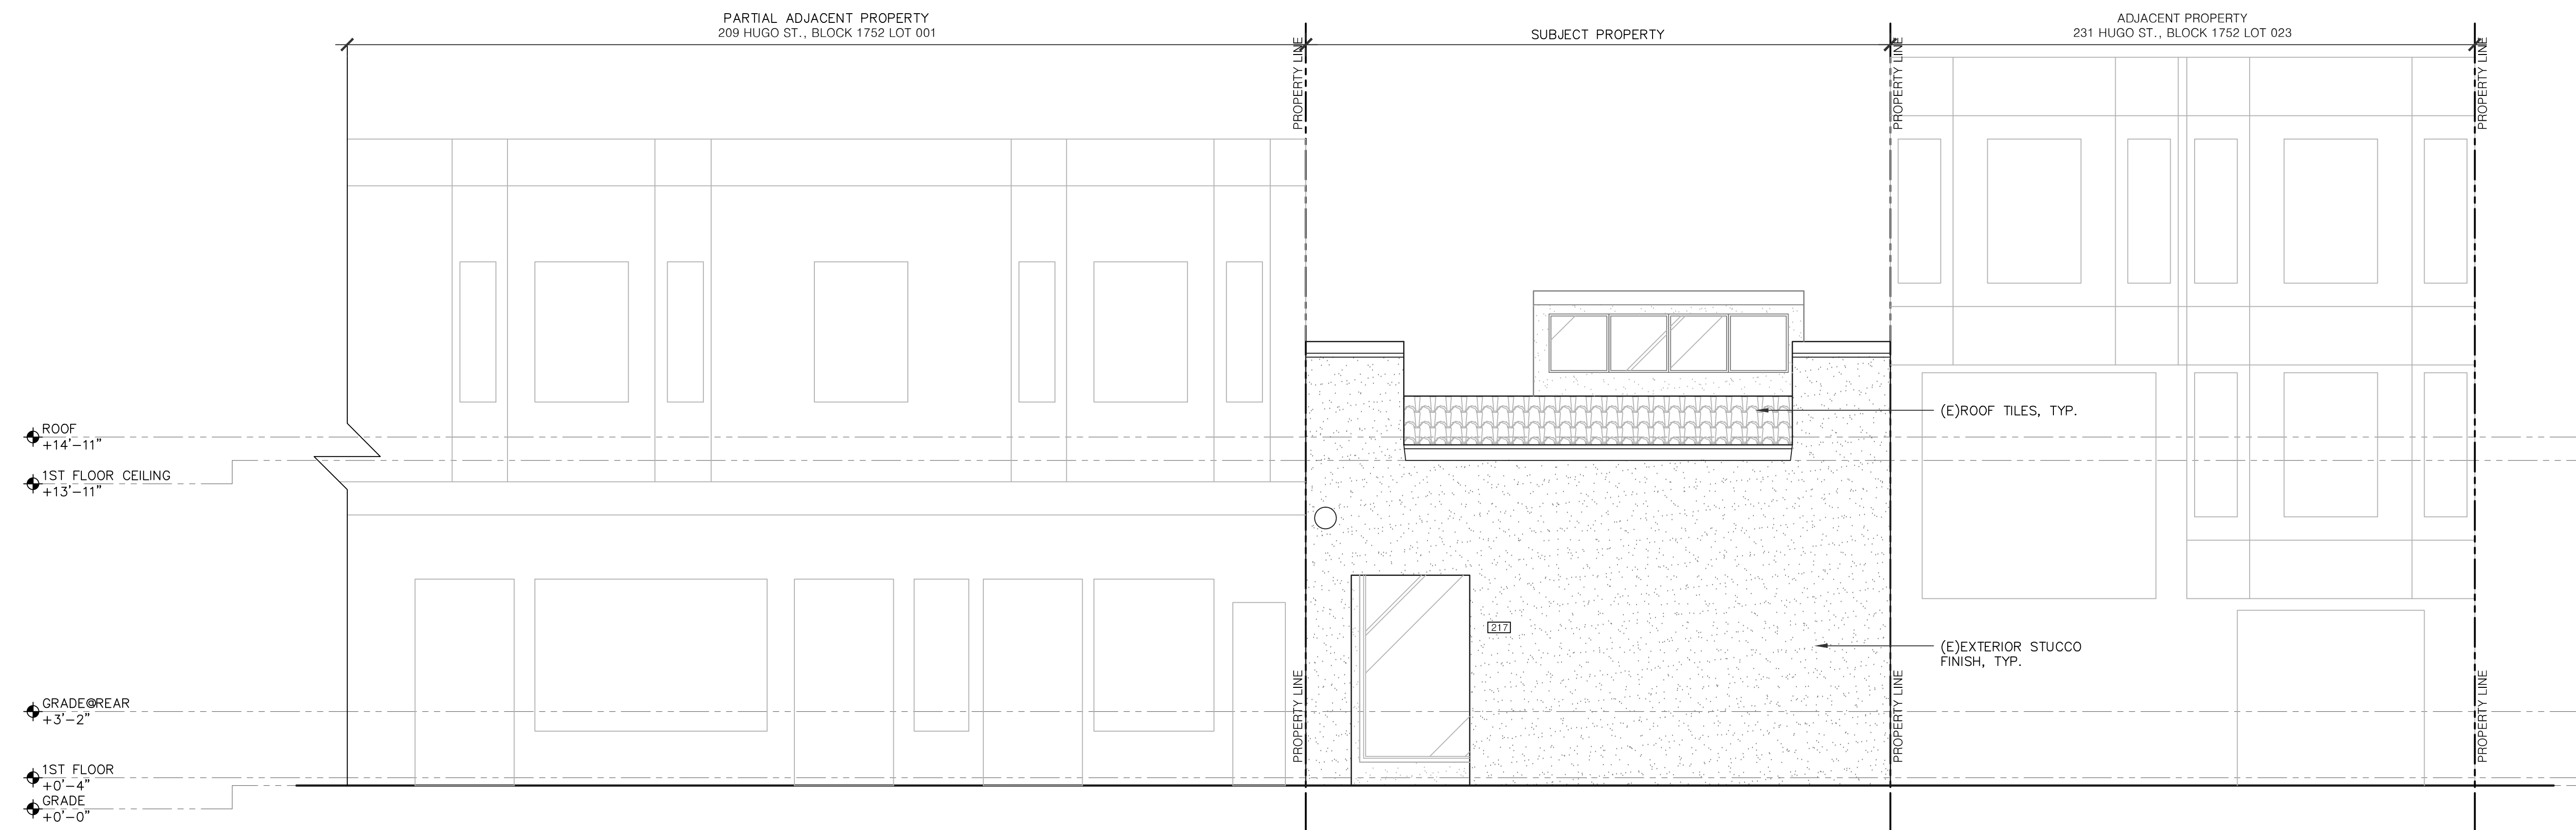 PARTIAL ADJACENT PROPERTY
209 HUGO ST., BLOCK 1752 LOT 001
SUBJECT PROPERTY
ADJACENT PROPERTY
231 HUGO ST., BLOCK 1752 LOT 023
PROPERTY LINE
PROPERTY LINE
PROPERTY LINE
(E)ROOF TILES, TYP.
ROOF
+14'-11"
1ST FLOOR CEILING
+13'-11"
217
(E)EXTERIOR STUCCO
FINISH, TYP.
PROPERTY LINE
PROPERTY LINE
PROPERTY LINE
GRADE@REAR
+3'-2"
1ST FLOOR
+0'-4"
GRADE
+0'-0"